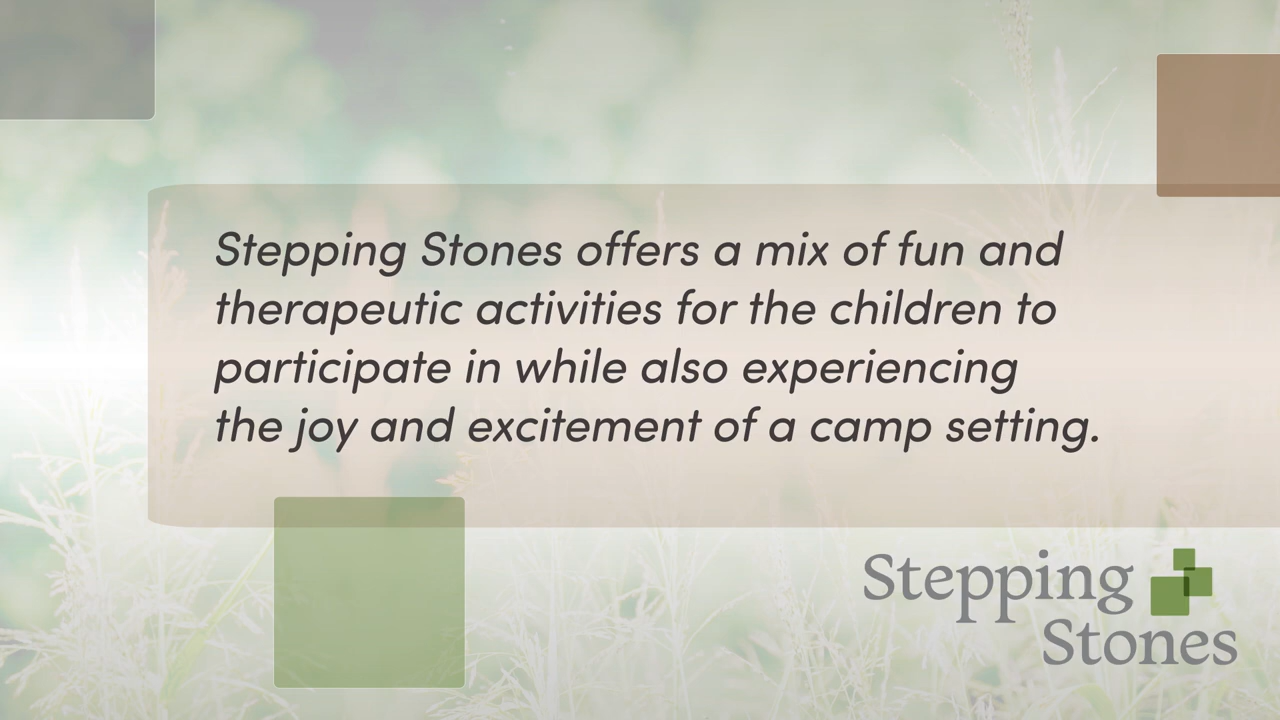 Stepping Stones offers a mix of fun and
therapeutic activities for the children to
participate in while also experiencing
the joy and excitement of a camp setting.
Stepping
Stones